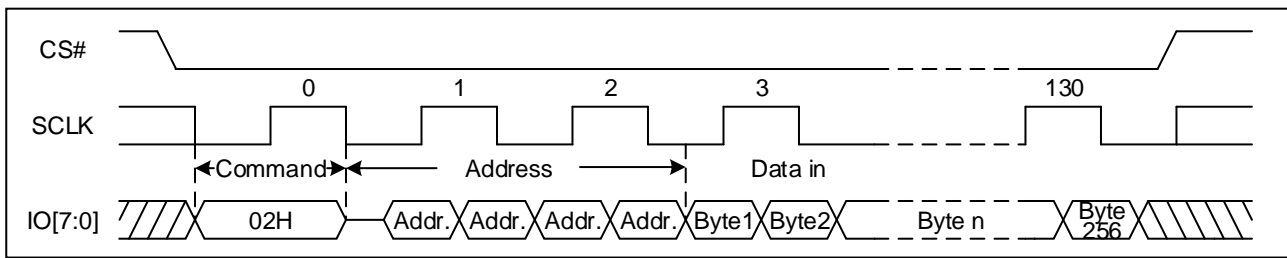 CS#
0 1 2 3 130
SCLK
Command Address Data in
IO[7:0] 02H Addr. Addr. Addr. Addr. Byte1 Byte2 Byte n Byte
256